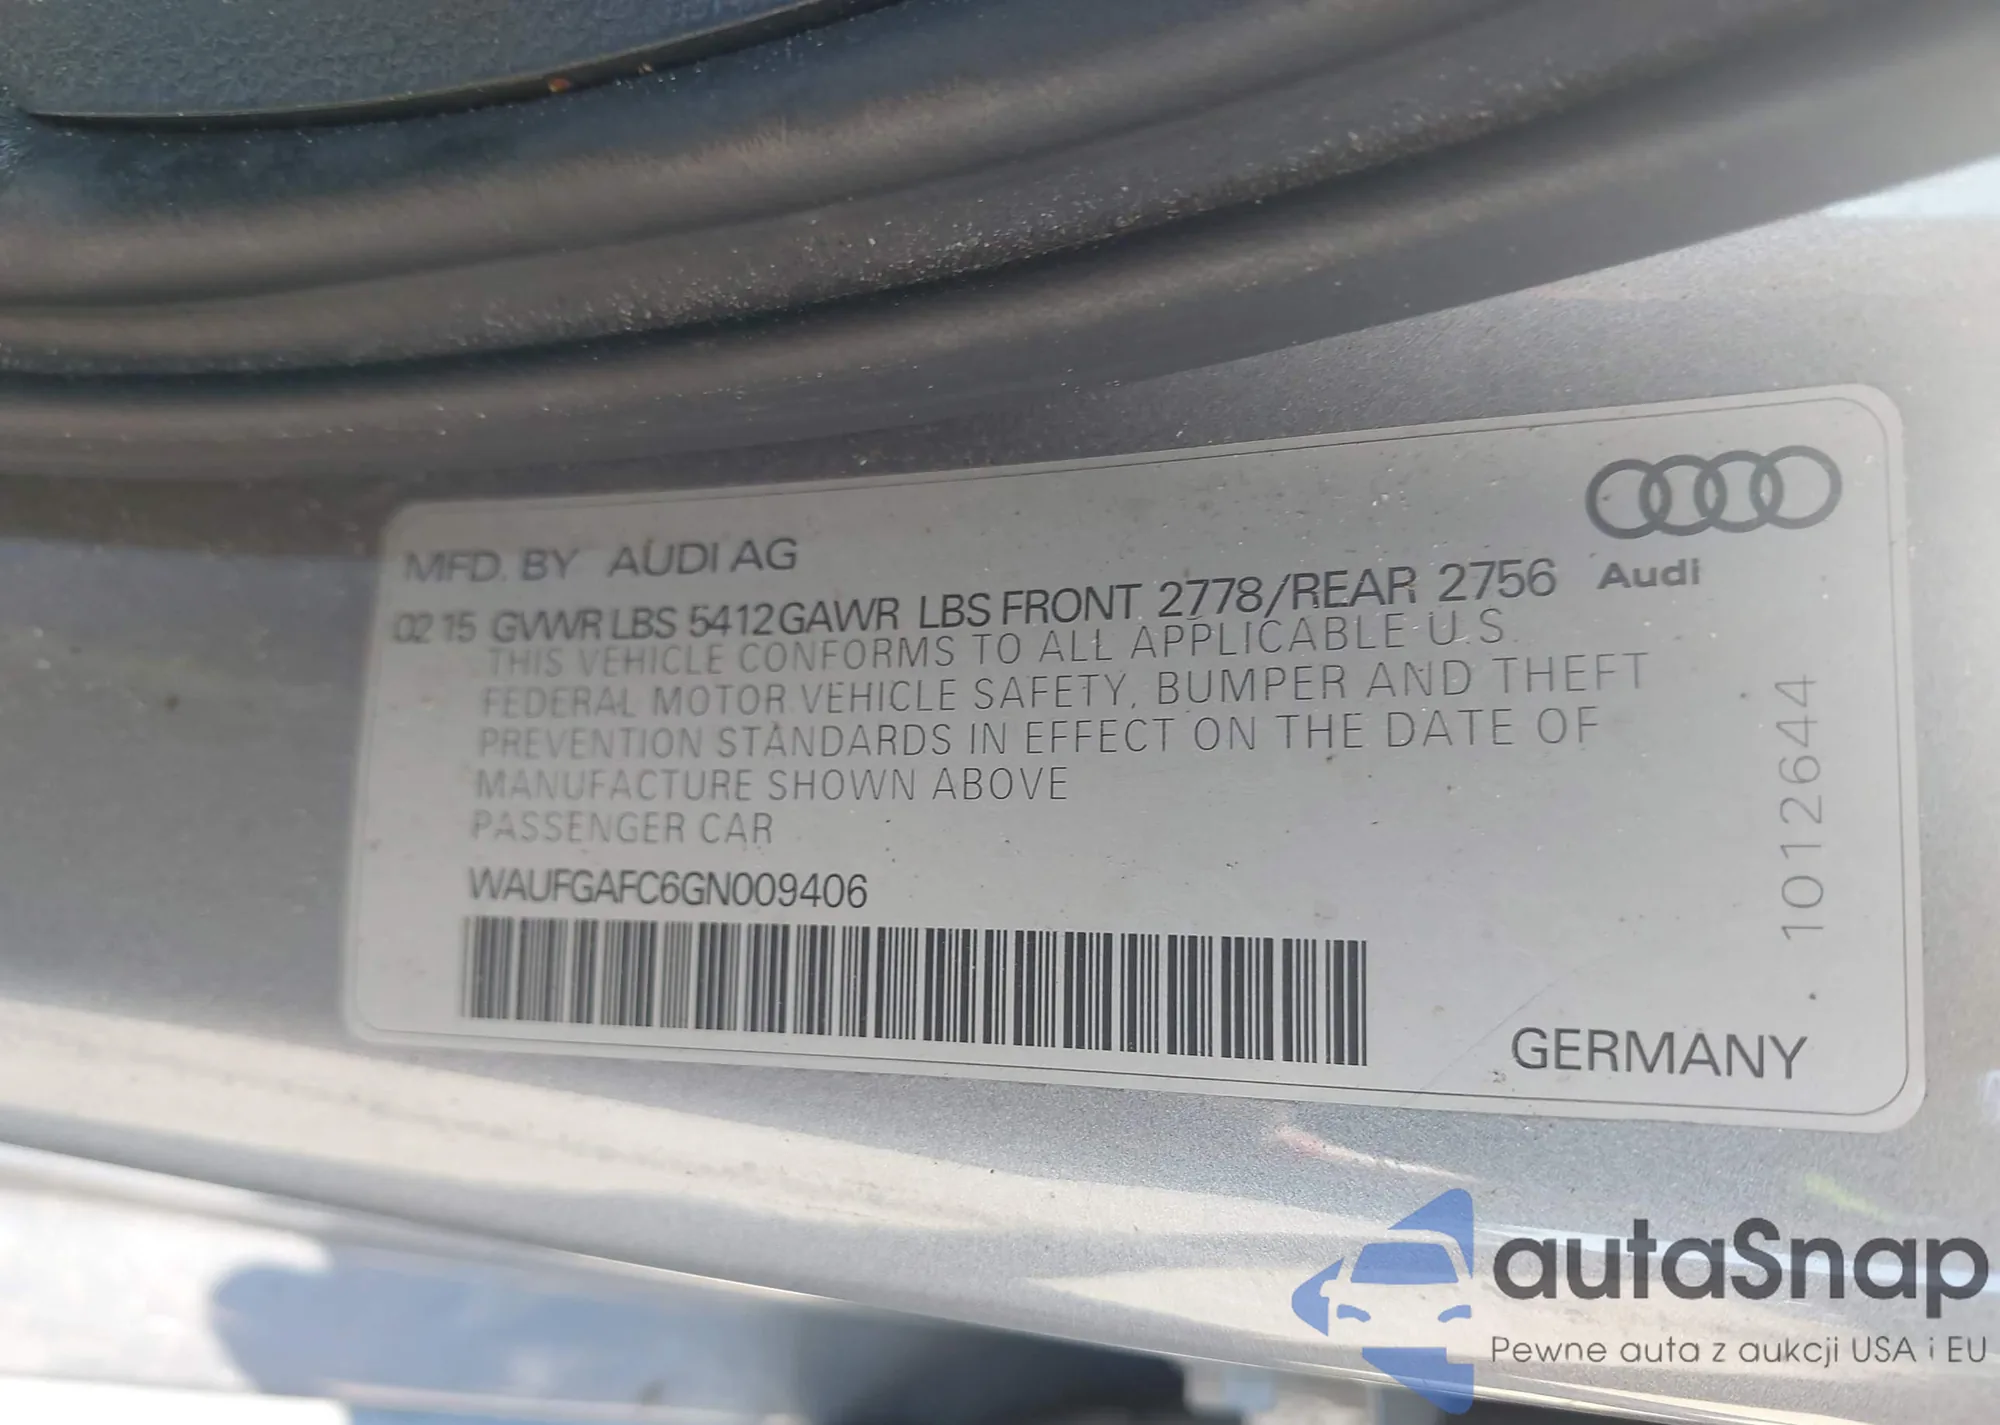 MFD. BY AUDI AG
02 15 GVWR LBS 5412 GAWR LBS FRONT 2778/REAR 2756
Audi
THIS VEHICLE CONFORMS TO ALL APPLICABLE U.S.
FEDERAL MOTOR VEHICLE SAFETY, BUMPER AND THEFT
PREVENTION STANDARDS IN EFFECT ON THE DATE OF
MANUFACTURE SHOWN ABOVE
PASSENGER CAR
WAUFGAFC6GN009406
1012644
GERMANY
autaSnap
Pewne auta z aukcji USA i EU